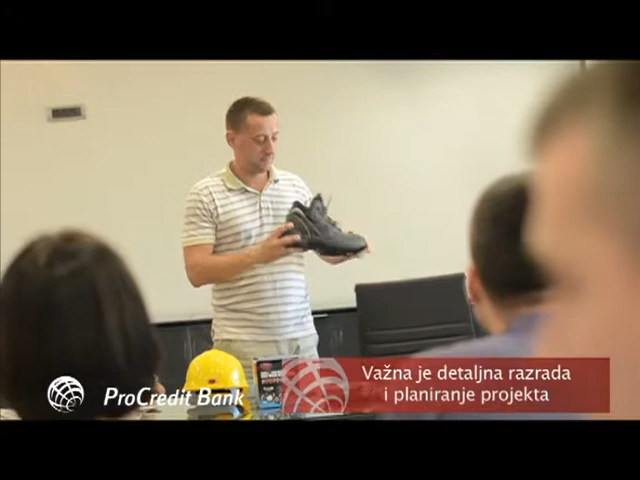 Važna je detaljna razrada
i planiranje projekta
ProCredit Bank